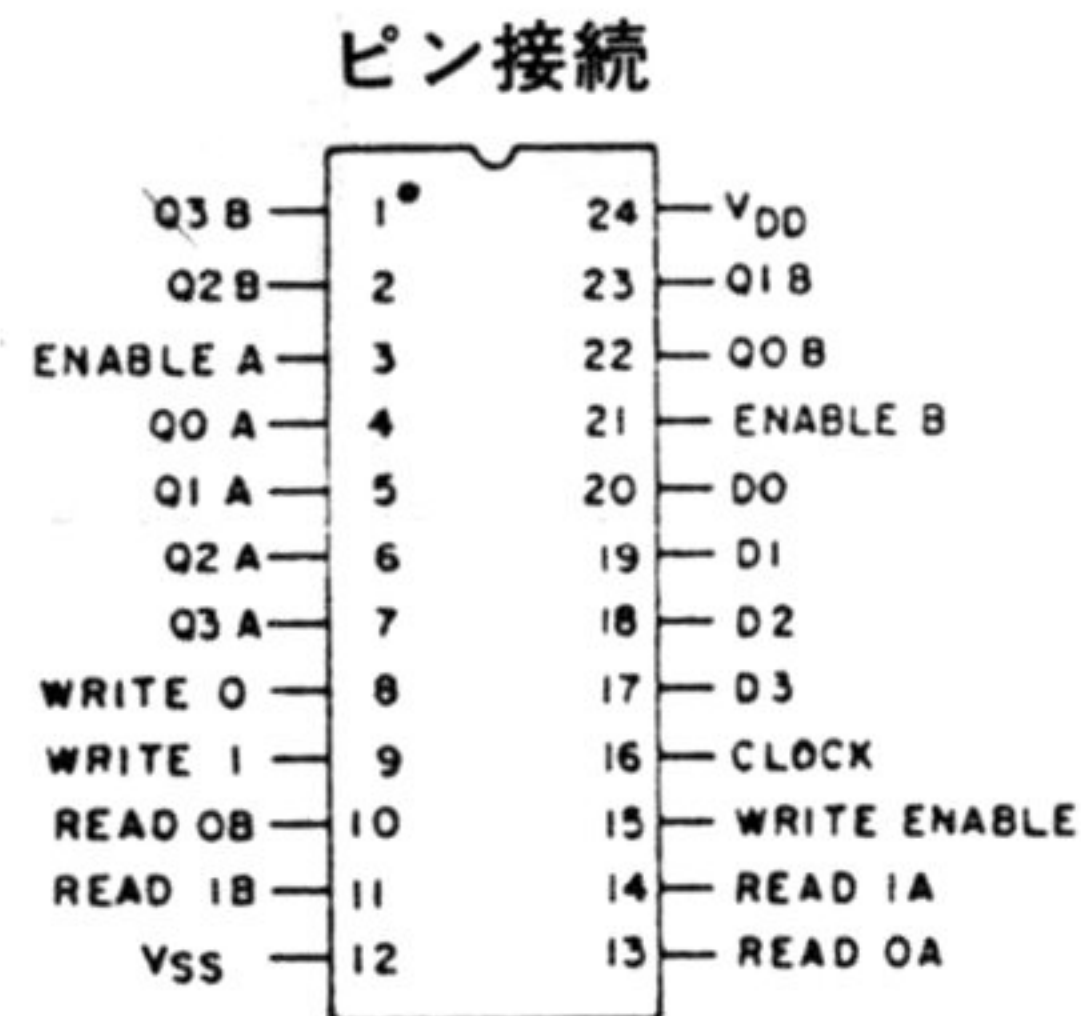 ピン接続
Q3 B 1 24 VDD
Q2 B 2 23 Q1 B
ENABLE A 3 22 Q0 B
Q0 A 4 21 ENABLE B
Q1 A 5 20 D0
Q2 A 6 19 D1
Q3 A 7 18 D2
WRITE 0 8 17 D3
WRITE 1 9 16 CLOCK
READ 0B 10 15 WRITE ENABLE
READ 1B 11 14 READ 1A
VSS 12 13 READ 0A